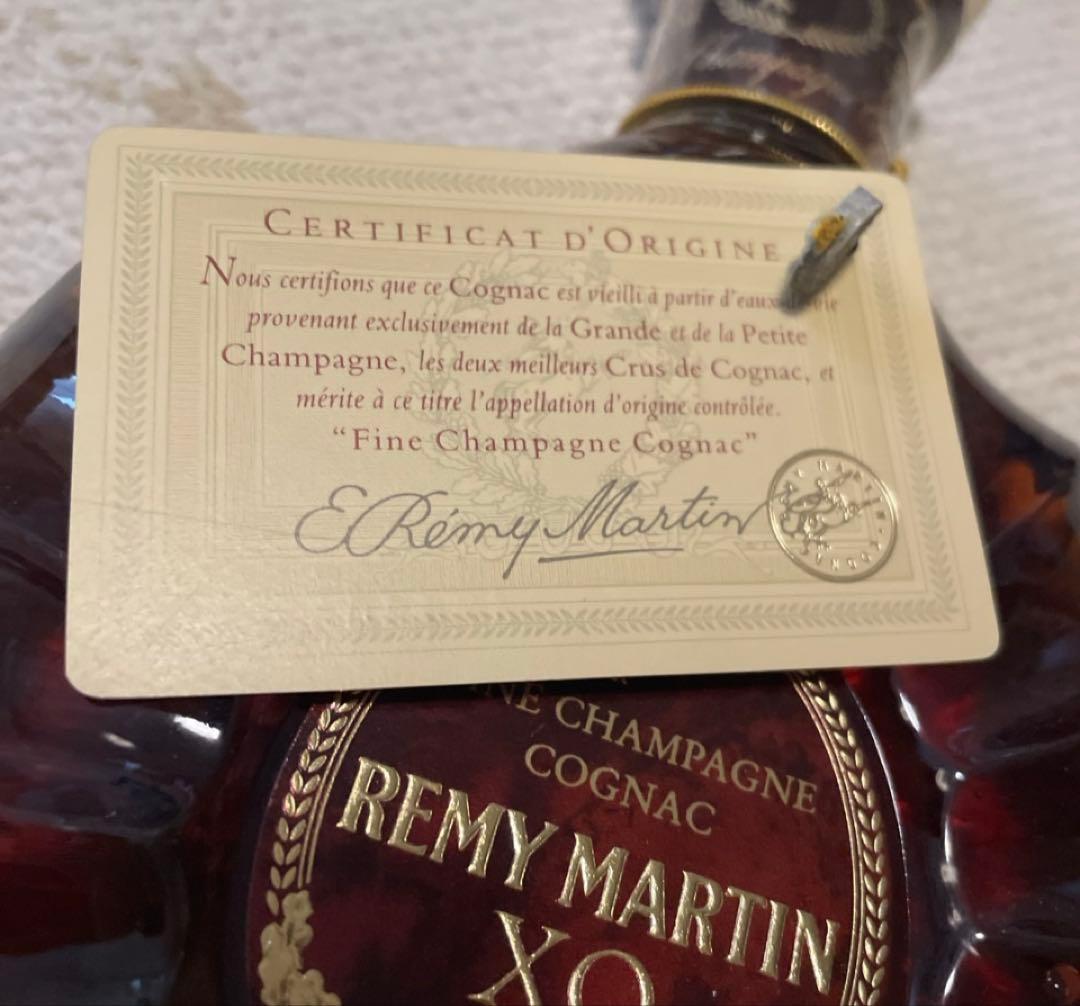 Champagne
CERTIFICAT D'ORIGINE
Nous certifions que ce Cognac est vieilli à partir d'eaux
provenant exclusivement de la Grande et de la Petite
Champagne, les deux meilleurs Crus de Cognac, et
mérite à ce titre l'appellation d'origine contrôlée.
"Fine Champagne Cognac"
E Rémy Martin
CHAMPAGNE
COGNAC
REMY MARTIN
XO